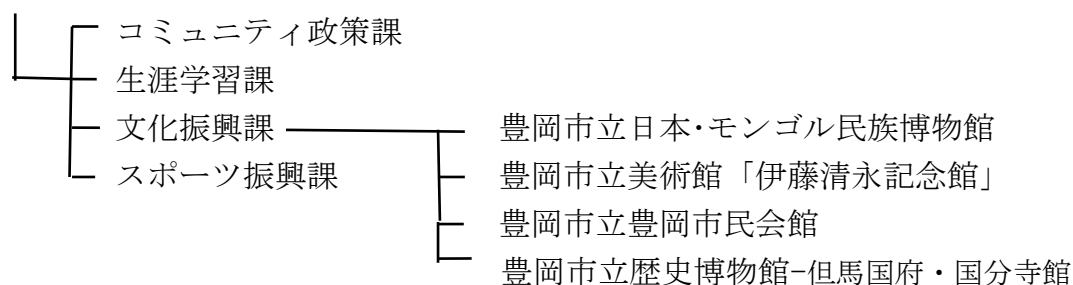 コミュニティ政策課
生涯学習課
文化振興課 豊岡市立日本・モンゴル民族博物館
スポーツ振興課 豊岡市立美術館「伊藤清永記念館」
豊岡市立豊岡市民会館
豊岡市立歴史博物館-但馬国府・国分寺館